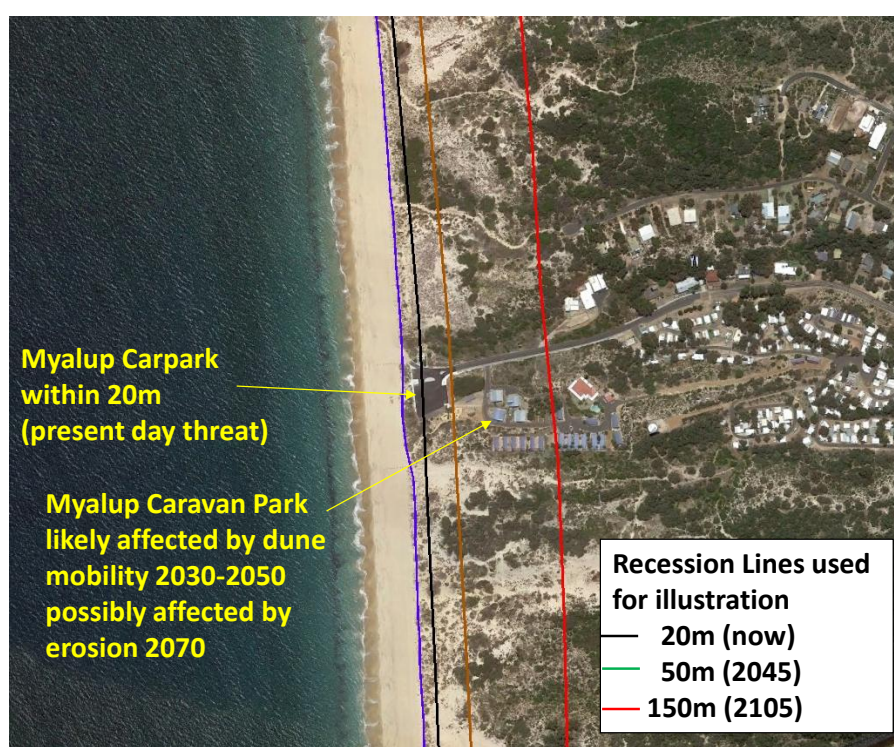 Myalup Carpark
within 20m
(present day threat)
Myalup Caravan Park
likely affected by dune
mobility 2030-2050
possibly affected by
erosion 2070
Recession Lines used
for illustration
20m (now)
50m (2045)
150m (2105)